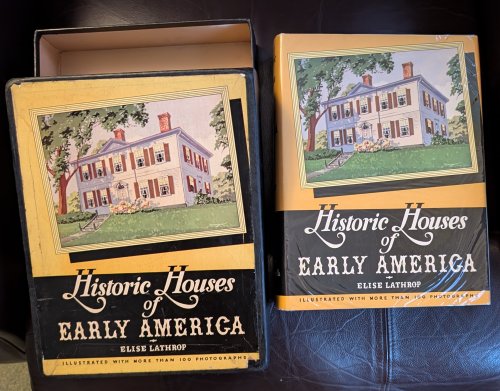 Historic Houses
of
EARLY AMERICA
ELISE LATHROP
ILLUSTRATED WITH MORE THAN 100 PHOTOGRAPHS
Historic Houses
of
EARLY AMERICA
ELISE LATHROP
ILLUSTRATED WITH MORE THAN 100 PHOTOGRAPHS